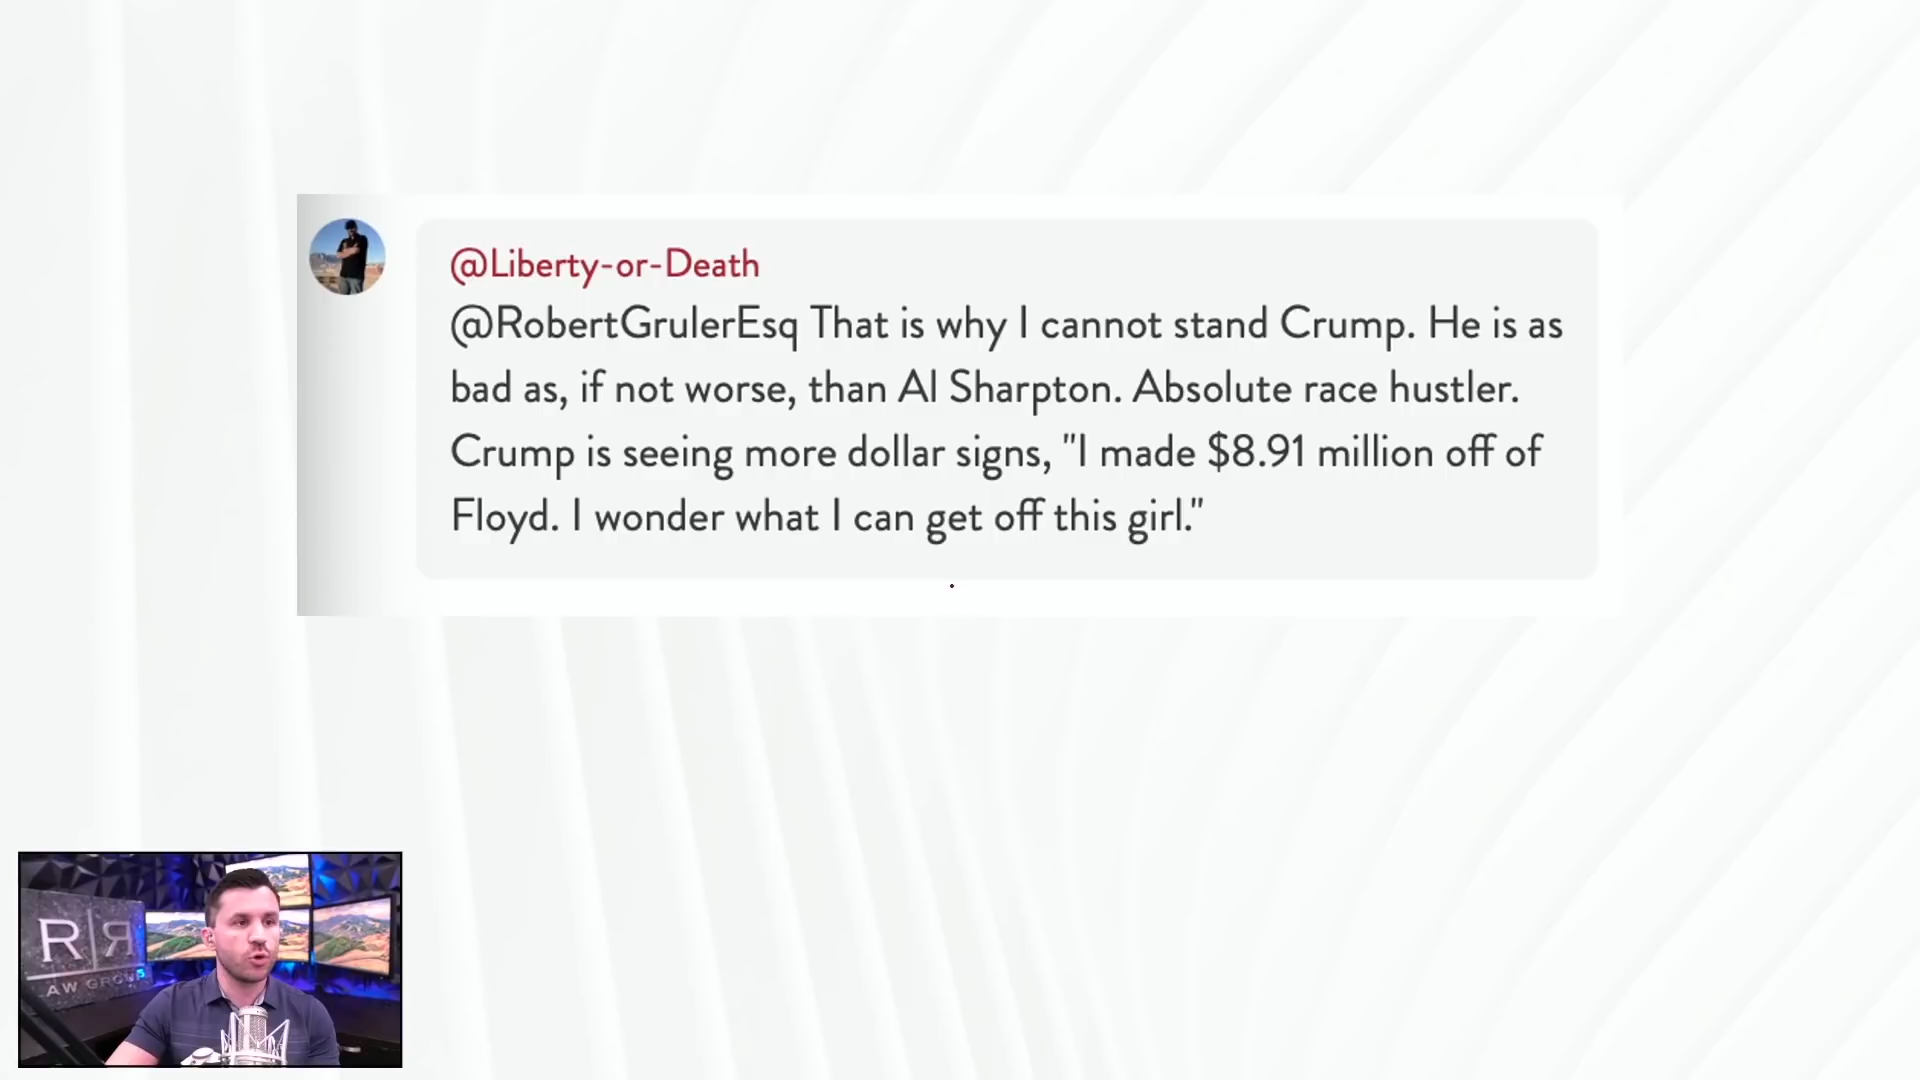 @Liberty-or-Death
@RobertGrulerEsq That is why I cannot stand Crump. He is as
bad as, if not worse, than Al Sharpton. Absolute race hustler.
Crump is seeing more dollar signs, "I made $8.91 million off of
Floyd. I wonder what I can get off this girl."
R|R
AW GROU